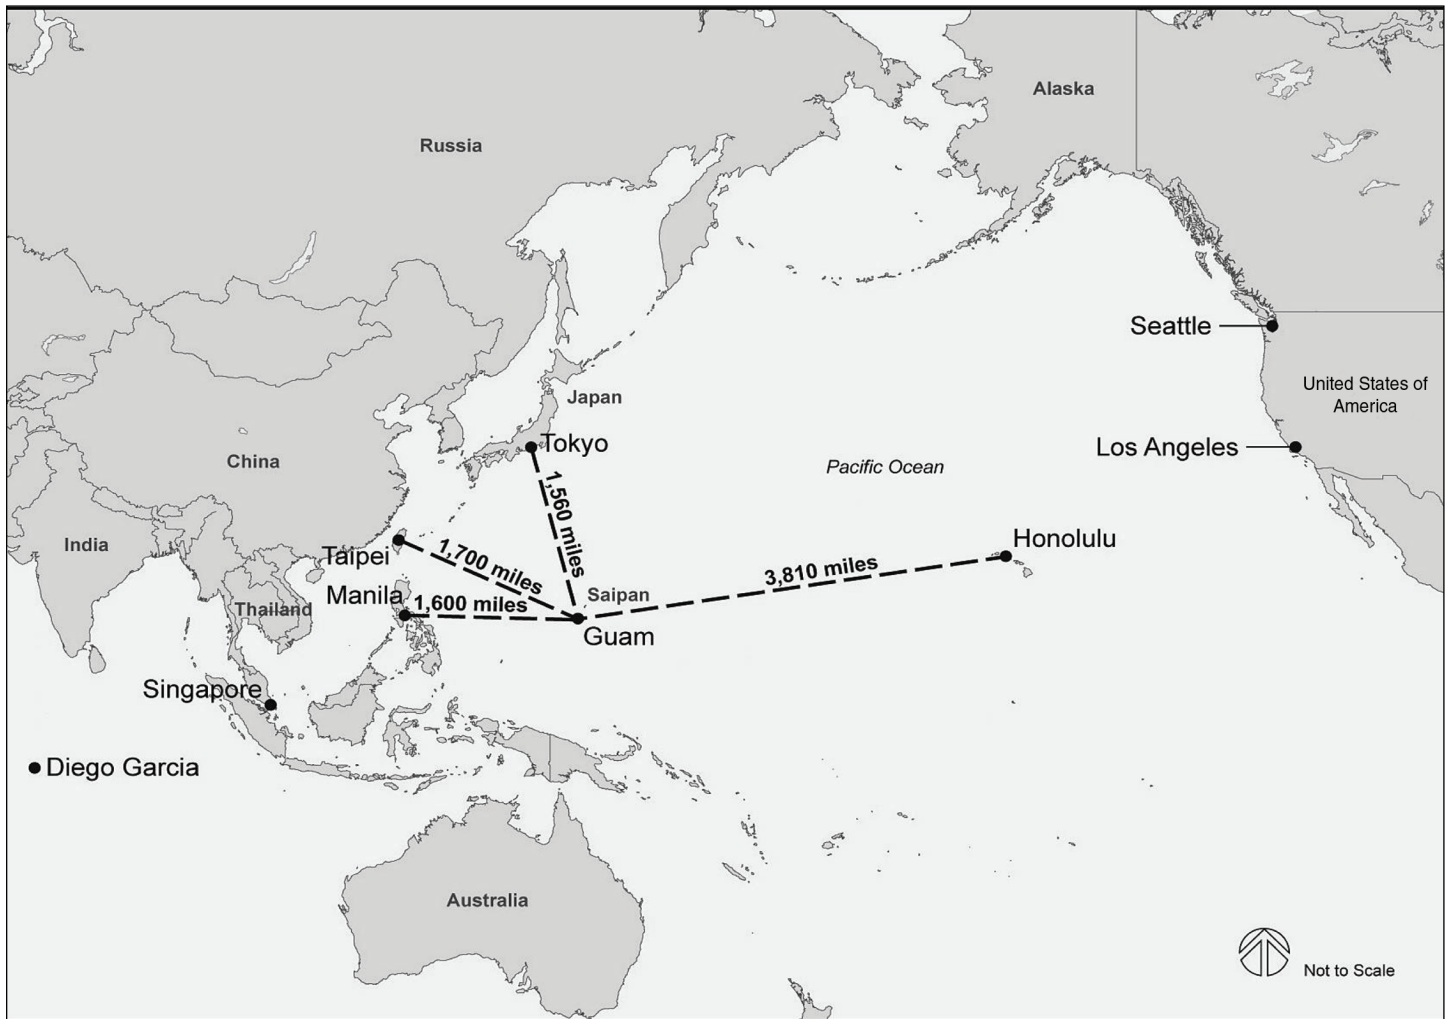 Alaska
Russia
Seattle
United States of
America
Japan
Tokyo
Los Angeles
China
Pacific Ocean
1,560 miles
India
Honolulu
Taipei
1,700 miles
3,810 miles
Manila
1,600 miles
Saipan
Thailand
Guam
Singapore
Diego Garcia
Australia
Not to Scale